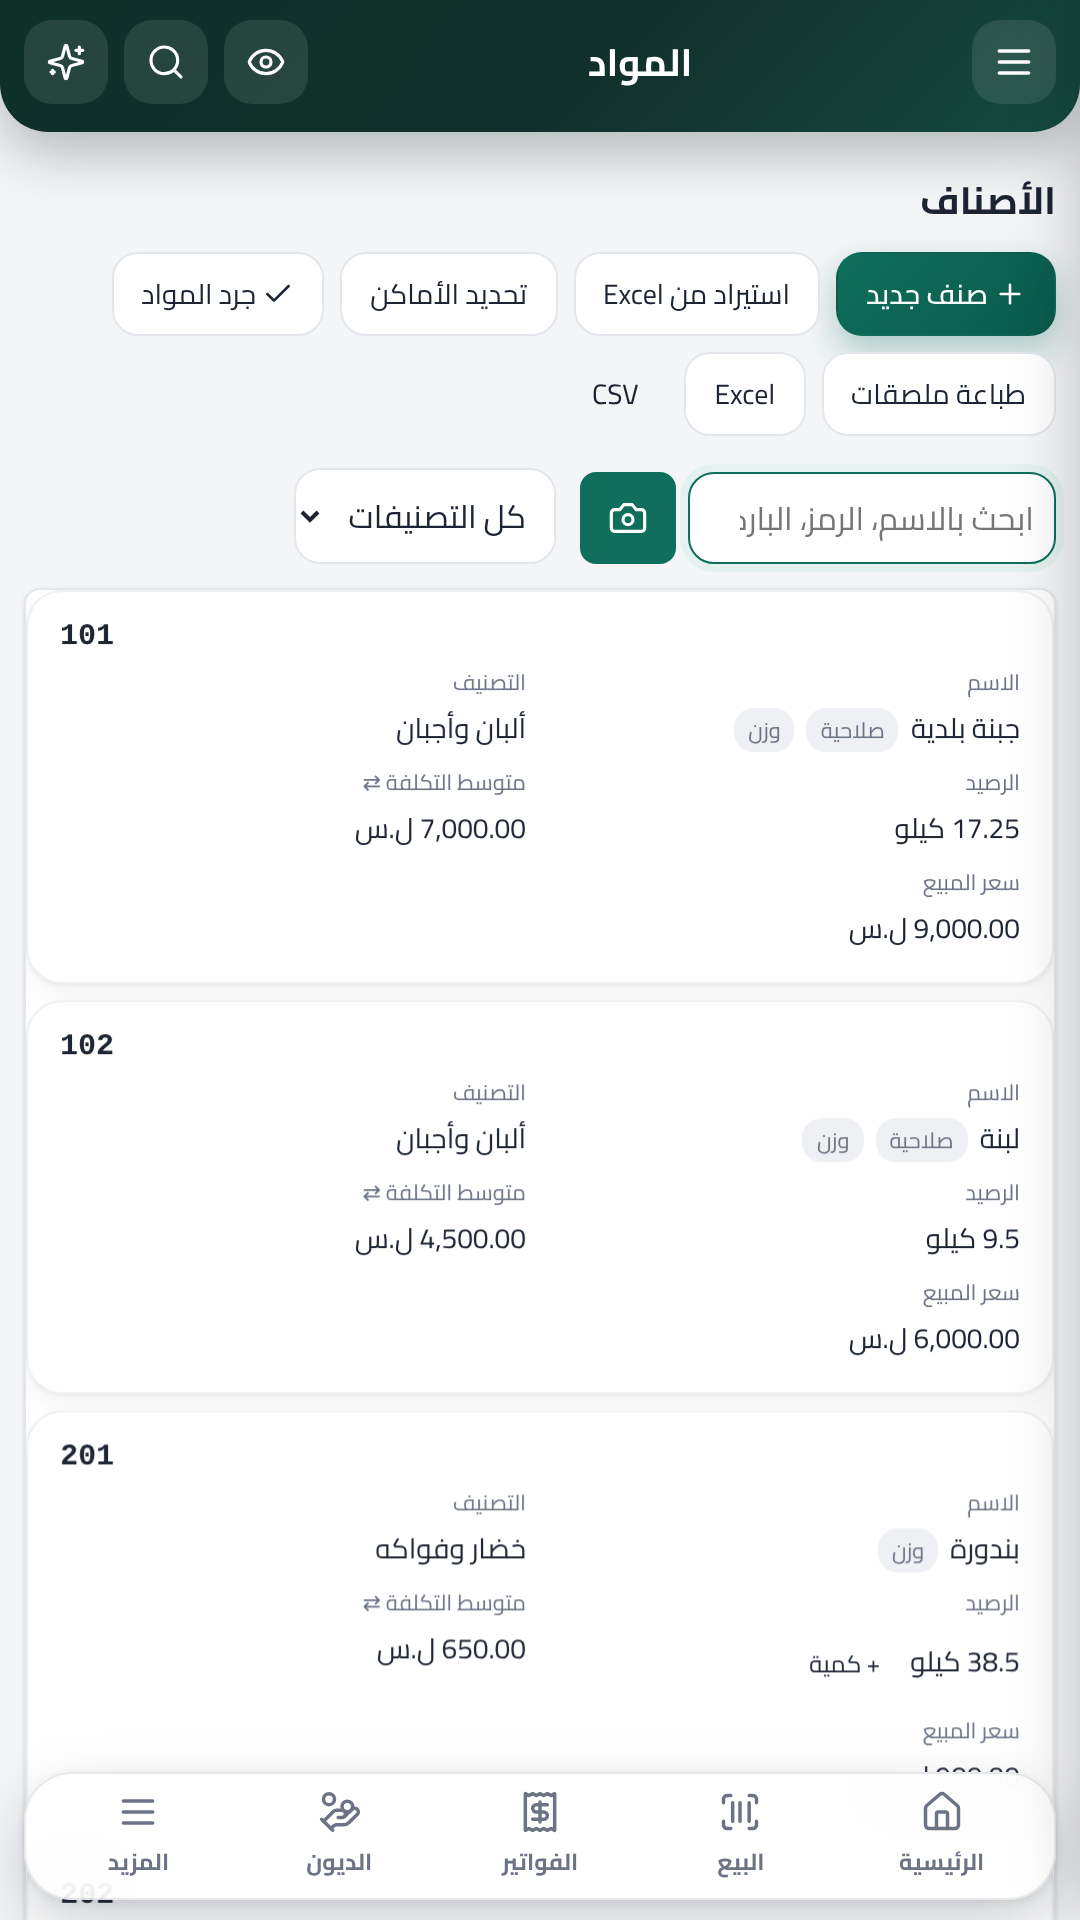 المواد
الأصناف
+ صنف جديد
استيراد من Excel
تحديد الأماكن
✓ جرد المواد
طباعة ملصقات
Excel
CSV
ابحث بالاسم، الرمز، البارد
كل التصنيفات
101
الاسم
جبنة بلدية صلاحية وزن
التصنيف
ألبان وأجبان
الرصيد
17.25 كيلو
متوسط التكلفة ⇄
7,000.00 ل.س
سعر المبيع
9,000.00 ل.س
102
الاسم
لبنة صلاحية وزن
التصنيف
ألبان وأجبان
الرصيد
9.5 كيلو
متوسط التكلفة ⇄
4,500.00 ل.س
سعر المبيع
6,000.00 ل.س
201
الاسم
بندورة وزن
التصنيف
خضار وفواكه
الرصيد
38.5 كيلو + كمية
متوسط التكلفة ⇄
650.00 ل.س
سعر المبيع
202
الرئيسية
البيع
الفواتير
الديون
المزيد